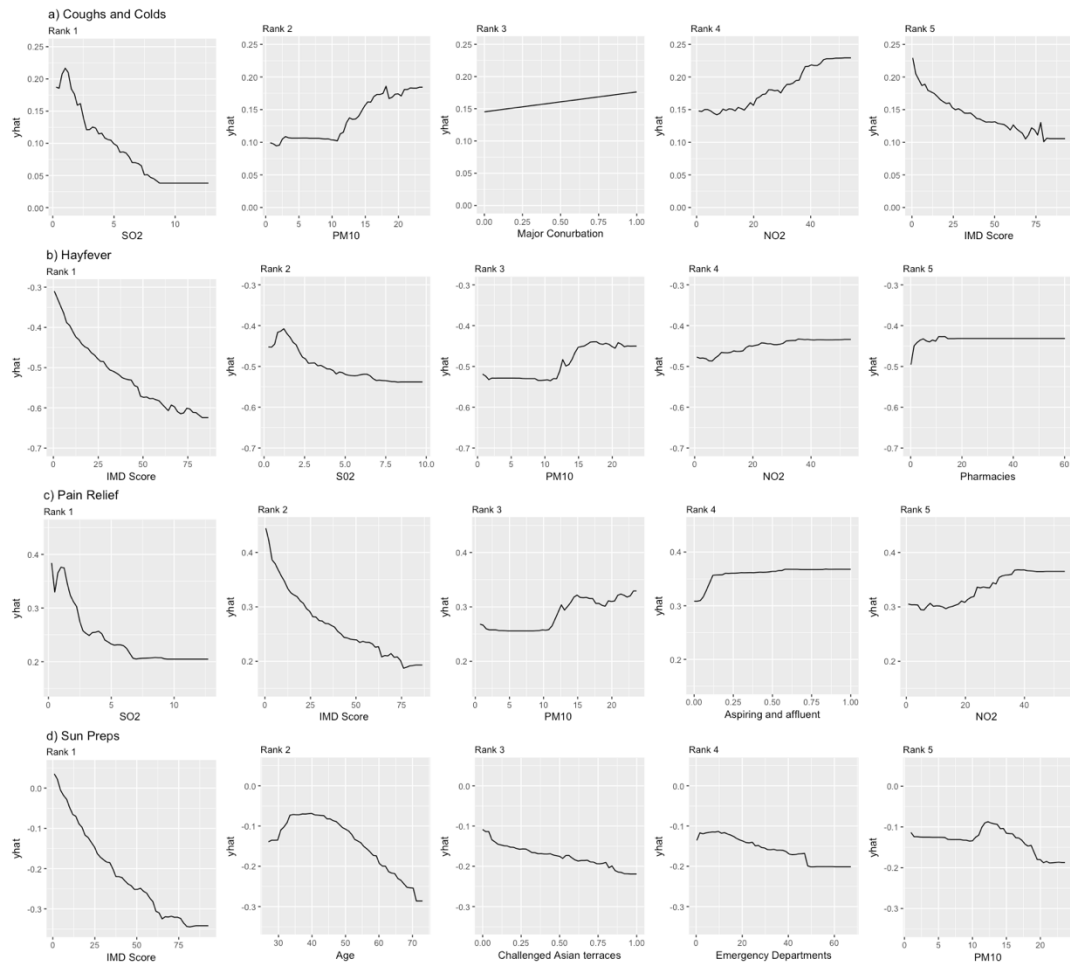 a) Coughs and Colds
Rank 1
Rank 2
Rank 3
Rank 4
Rank 5
0.25
0.20
0.15
0.10
0.05
0.00
yhat
0
5
10
SO2
0.25
0.20
0.15
0.10
0.05
0.00
yhat
0
5
10
15
20
PM10
0.25
0.20
0.15
0.10
0.05
0.00
yhat
0.00
0.25
0.50
0.75
1.00
Major Conurbation
0.25
0.20
0.15
0.10
0.05
0.00
yhat
0
20
40
NO2
0.25
0.20
0.15
0.10
0.05
0.00
yhat
0
25
50
75
IMD Score
b) Hayfever
Rank 1
Rank 2
Rank 3
Rank 4
Rank 5
-0.3
-0.4
-0.5
-0.6
-0.7
yhat
0
25
50
75
IMD Score
-0.3
-0.4
-0.5
-0.6
-0.7
yhat
0.0
2.5
5.0
7.5
10.0
S02
-0.3
-0.4
-0.5
-0.6
-0.7
yhat
0
5
10
15
20
PM10
-0.3
-0.4
-0.5
-0.6
-0.7
yhat
0
20
40
NO2
-0.3
-0.4
-0.5
-0.6
-0.7
yhat
0
20
40
60
Pharmacies
c) Pain Relief
Rank 1
Rank 2
Rank 3
Rank 4
Rank 5
0.4
0.3
0.2
yhat
0
5
10
SO2
0.4
0.3
0.2
yhat
0
25
50
75
IMD Score
0.4
0.3
0.2
yhat
0
5
10
15
20
PM10
0.4
0.3
0.2
yhat
0.00
0.25
0.50
0.75
1.00
Aspiring and affluent
0.4
0.3
0.2
yhat
0
20
40
NO2
d) Sun Preps
Rank 1
Rank 2
Rank 3
Rank 4
Rank 5
0.0
-0.1
-0.2
-0.3
yhat
0
25
50
75
IMD Score
0.0
-0.1
-0.2
-0.3
yhat
30
40
50
60
70
Age
0.0
-0.1
-0.2
-0.3
yhat
0.00
0.25
0.50
0.75
1.00
Challenged Asian terraces
0.0
-0.1
-0.2
-0.3
yhat
0
20
40
60
Emergency Departments
0.0
-0.1
-0.2
-0.3
yhat
0
5
10
15
20
PM10